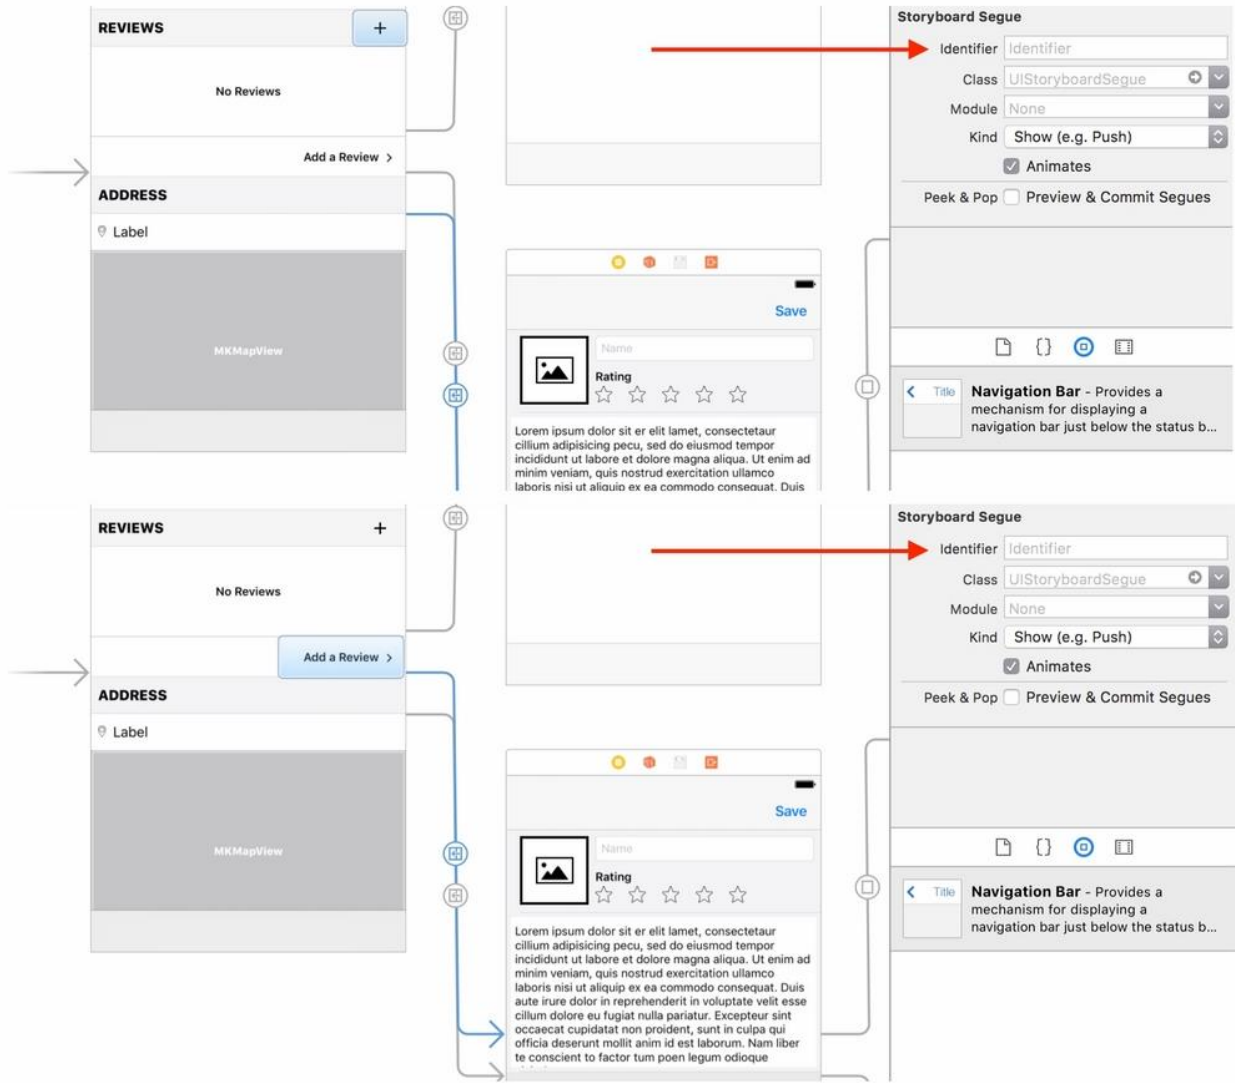 REVIEWS
+
No Reviews
Add a Review >
ADDRESS
Label
MKMapView
Save
Name
Rating
Lorem ipsum dolor sit er elit lamet, consectetaur
cillium adipisicing pecu, sed do eiusmod tempor
incididunt ut labore et dolore magna aliqua. Ut enim ad
minim veniam, quis nostrud exercitation ullamco
laboris nisi ut aliquip ex ea commodo consequat. Duis
Storyboard Segue
Identifier Identifier
Class UIStoryboardSegue
Module None
Kind Show (e.g. Push)
Animates
Peek & Pop Preview & Commit Segues
{}
Title
Navigation Bar - Provides a
mechanism for displaying a
navigation bar just below the status b...
REVIEWS
+
No Reviews
Add a Review >
ADDRESS
Label
MKMapView
Save
Name
Rating
Lorem ipsum dolor sit er elit lamet, consectetaur
cillium adipisicing pecu, sed do eiusmod tempor
incididunt ut labore et dolore magna aliqua. Ut enim ad
minim veniam, quis nostrud exercitation ullamco
laboris nisi ut aliquip ex ea commodo consequat. Duis
aute irure dolor in reprehenderit in voluptate velit esse
cillum dolore eu fugiat nulla pariatur. Excepteur sint
occaecat cupidatat non proident, sunt in culpa qui
officia deserunt mollit anim id est laborum. Nam liber
te conscient to factor tum poen legum odioque
Storyboard Segue
Identifier Identifier
Class UIStoryboardSegue
Module None
Kind Show (e.g. Push)
Animates
Peek & Pop Preview & Commit Segues
{}
Title
Navigation Bar - Provides a
mechanism for displaying a
navigation bar just below the status b...